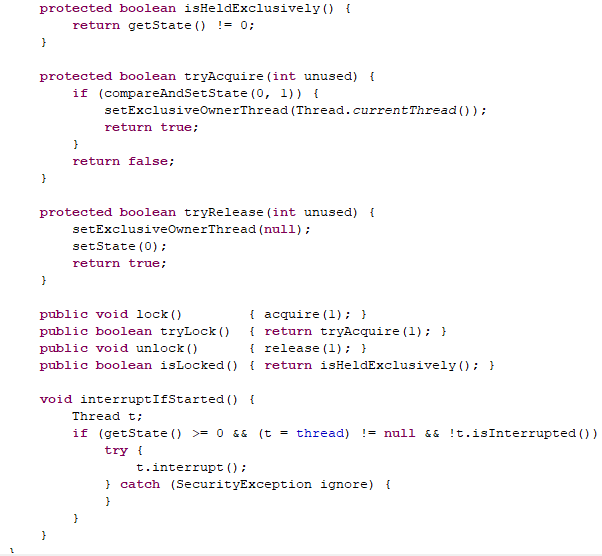 protected boolean isHeldExclusively() {
return getState() != 0;
}
protected boolean tryAcquire(int unused) {
if (compareAndSetState(0, 1)) {
setExclusiveOwnerThread(Thread.currentThread());
return true;
}
return false;
}
protected boolean tryRelease(int unused) {
setExclusiveOwnerThread(null);
setState(0);
return true;
}
public void lock() { acquire(1); }
public boolean tryLock() { return tryAcquire(1); }
public void unlock() { release(1); }
public boolean isLocked() { return isHeldExclusively(); }
void interruptIfStarted() {
Thread t;
if (getState() >= 0 && (t = thread) != null && !t.isInterrupted())
try {
t.interrupt();
} catch (SecurityException ignore) {
}
}
}
}